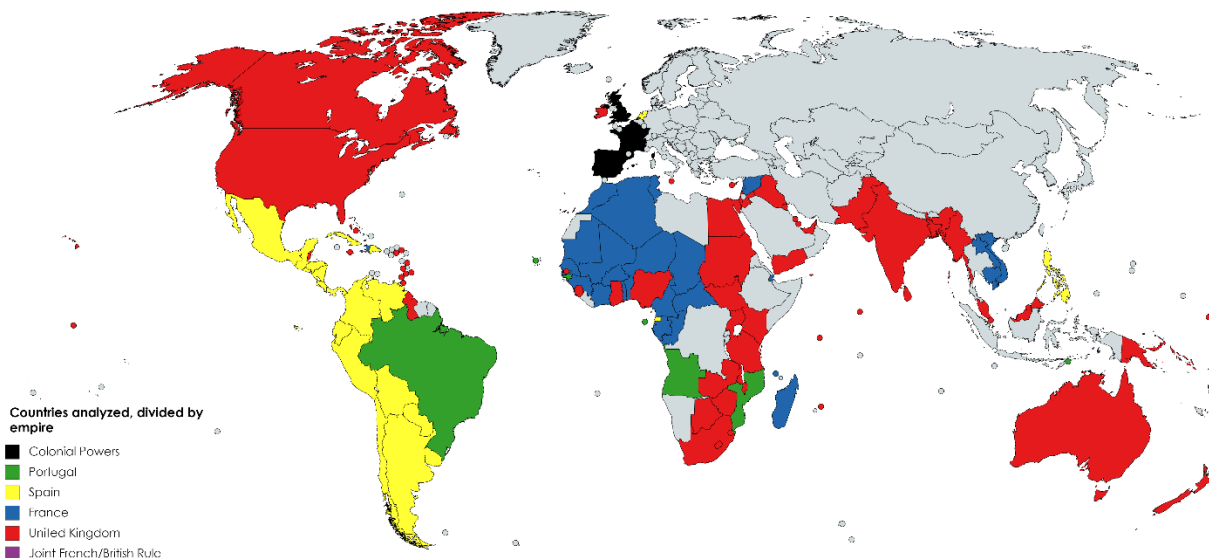 Countries analyzed, divided by
empire
Colonial Powers
Portugal
Spain
France
United Kingdom
Joint French/British Rule